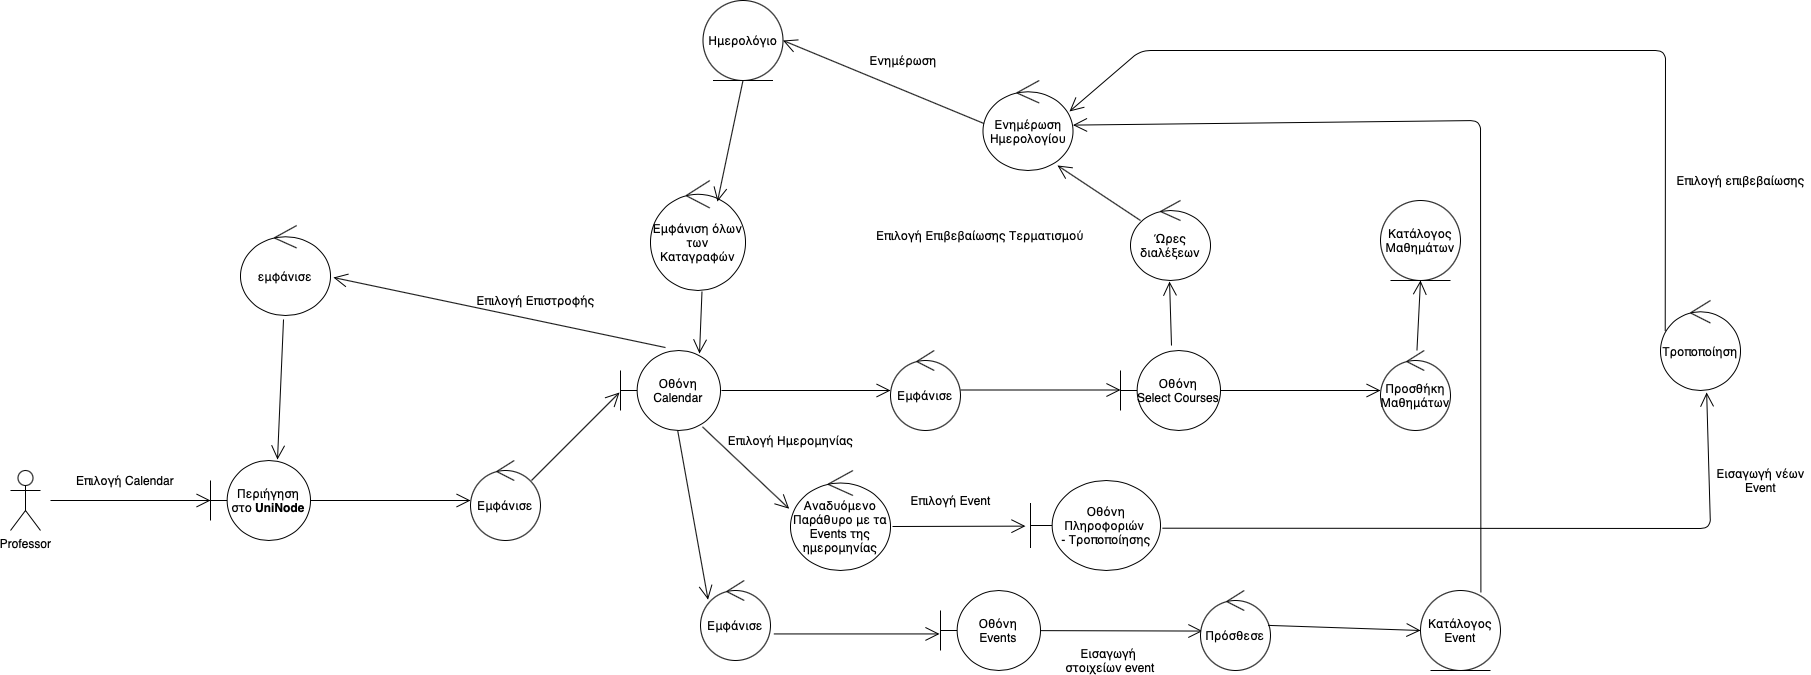 Ημερολόγιο
Ενημέρωση
Ενημέρωση
Ημερολογίου
Επιλογή επιβεβαίωσης
Εμφάνιση όλων
των
Καταγραφών
Επιλογή Επιβεβαίωσης Τερματισμού
Ώρες
διαλέξεων
Κατάλογος
Μαθημάτων
εμφάνισε
Επιλογή Επιστροφής
Τροποποίηση
Οθόνη
Calendar
Εμφάνισε
Οθόνη
Select Courses
Προσθήκη
Μαθημάτων
Επιλογή Ημερομηνίας
Επιλογή Calendar
Περιήγηση
στο UniNode
Εμφάνισε
Αναδυόμενο
Παράθυρο με τα
Events της
ημερομηνίας
Επιλογή Event
Οθόνη
Πληροφοριών
- Τροποποίησης
Εισαγωγή νέων
Event
Professor
Εμφάνισε
Οθόνη
Events
Εισαγωγή
στοιχείων event
Πρόσθεσε
Κατάλογος
Event